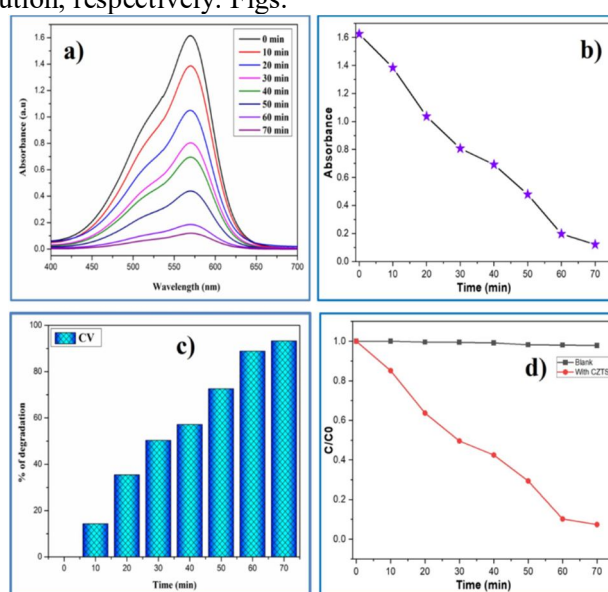 ution, respectively. Figs.
a)
0 min
10 min
20 min
30 min
40 min
50 min
60 min
70 min
Absorbance (a.u)
1.6
1.4
1.2
1.0
0.8
0.6
0.4
0.2
0.0
400 450 500 550 600 650 700
Wavelength (nm)
b)
Absorbance
1.6
1.4
1.2
1.0
0.8
0.6
0.4
0.2
0.0
0 10 20 30 40 50 60 70
Time (min)
c)
CV
% of degradation
100
80
60
40
20
0
0 10 20 30 40 50 60 70
Time (min)
d)
Blank
With CZTS
C/C0
1.0
0.8
0.6
0.4
0.2
0.0
0 10 20 30 40 50 60 70
Time (min)